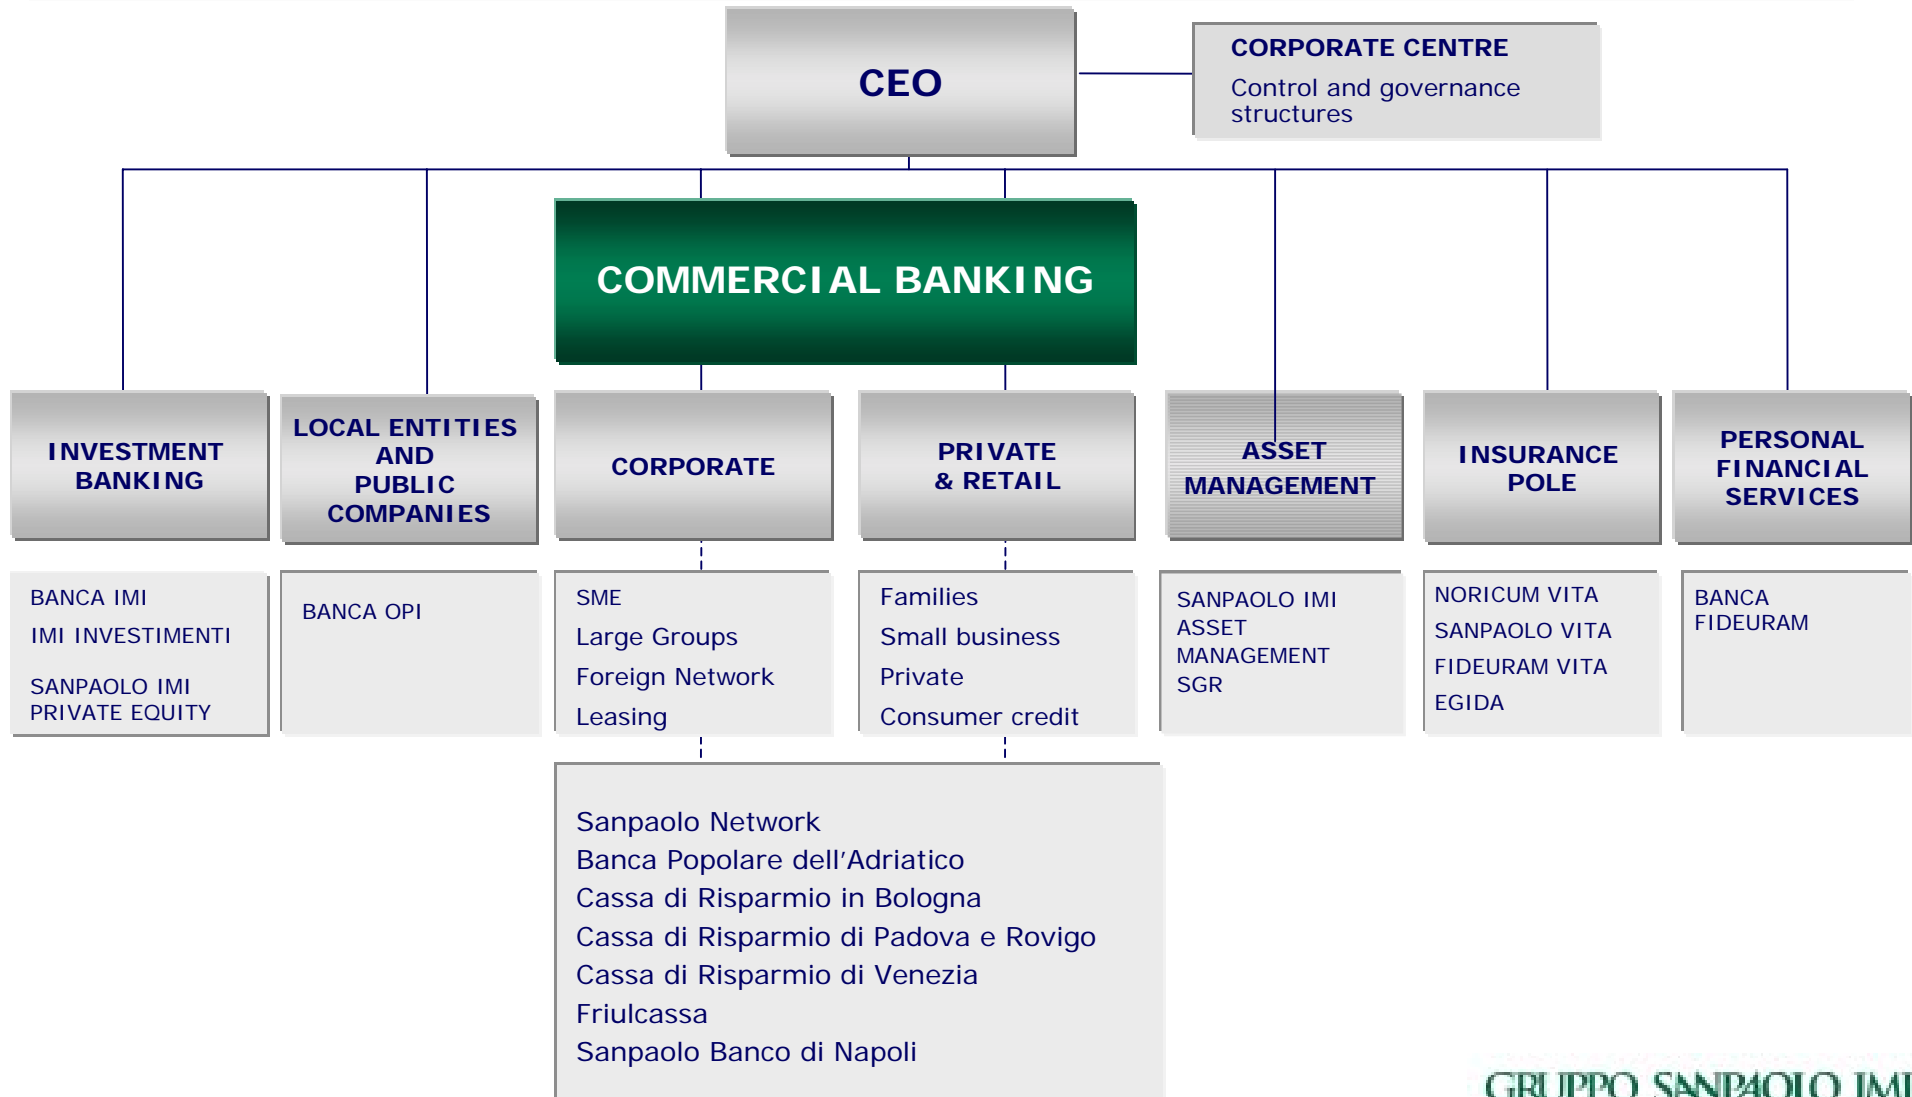 CEO
CORPORATE CENTRE
Control and governance
structures
COMMERCIAL BANKING
INVESTMENT
BANKING
LOCAL ENTITIES
AND
PUBLIC
COMPANIES
CORPORATE
PRIVATE
& RETAIL
ASSET
MANAGEMENT
INSURANCE
POLE
PERSONAL
FINANCIAL
SERVICES
BANCA IMI
IMI INVESTIMENTI
SANPAOLO IMI
PRIVATE EQUITY
BANCA OPI
SME
Large Groups
Foreign Network
Leasing
Families
Small business
Private
Consumer credit
SANPAOLO IMI
ASSET
MANAGEMENT
SGR
NORICUM VITA
SANPAOLO VITA
FIDEURAM VITA
EGIDA
BANCA
FIDEURAM
Sanpaolo Network
Banca Popolare dell'Adriatico
Cassa di Risparmio in Bologna
Cassa di Risparmio di Padova e Rovigo
Cassa di Risparmio di Venezia
Friulcassa
Sanpaolo Banco di Napoli
GRUPPO SANPAOLO IMI